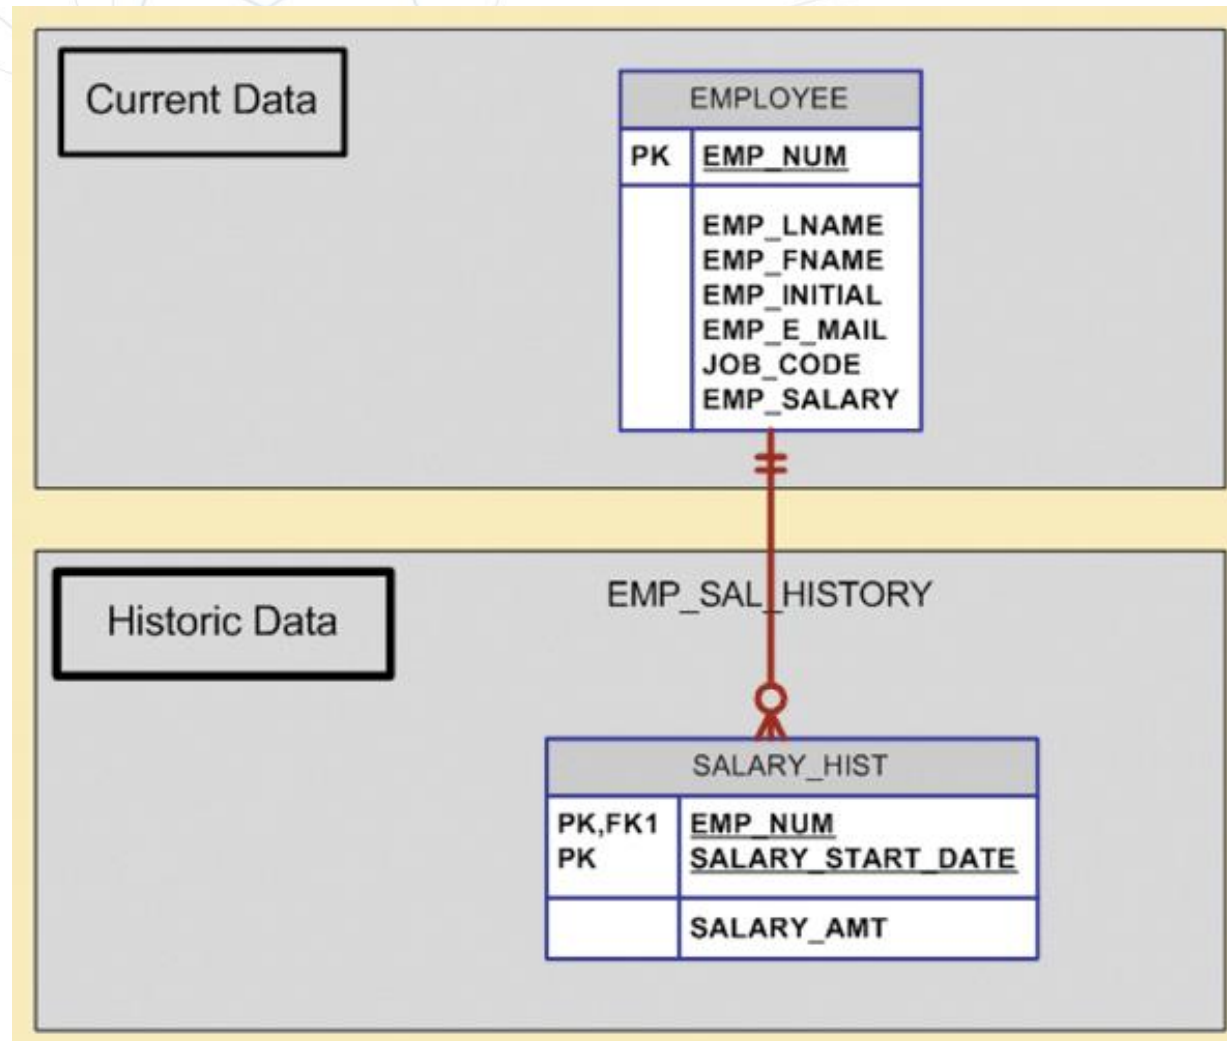 Current Data
EMPLOYEE
PK EMP_NUM
EMP_LNAME
EMP_FNAME
EMP_INITIAL
EMP_E_MAIL
JOB_CODE
EMP_SALARY
Historic Data
EMP_SAL_HISTORY
SALARY_HIST
PK,FK1 EMP_NUM
PK SALARY_START_DATE
SALARY_AMT